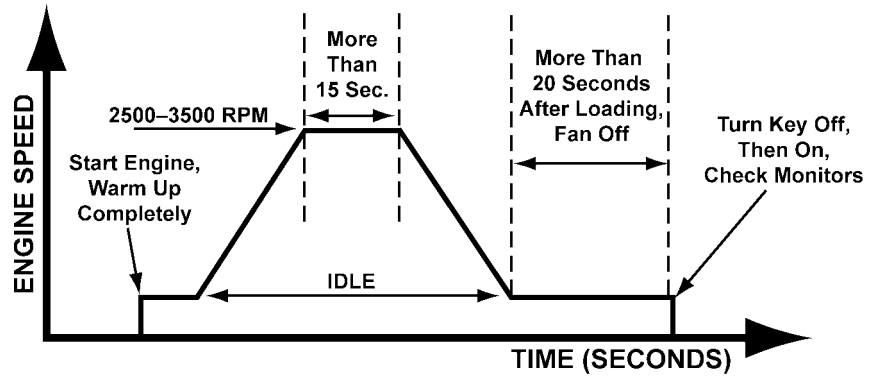 More
Than
15 Sec.
More Than
20 Seconds
After Loading,
Fan Off
2500–3500 RPM
Turn Key Off,
Then On,
Check Monitors
Start Engine,
Warm Up
Completely
IDLE
ENGINE SPEED
TIME (SECONDS)